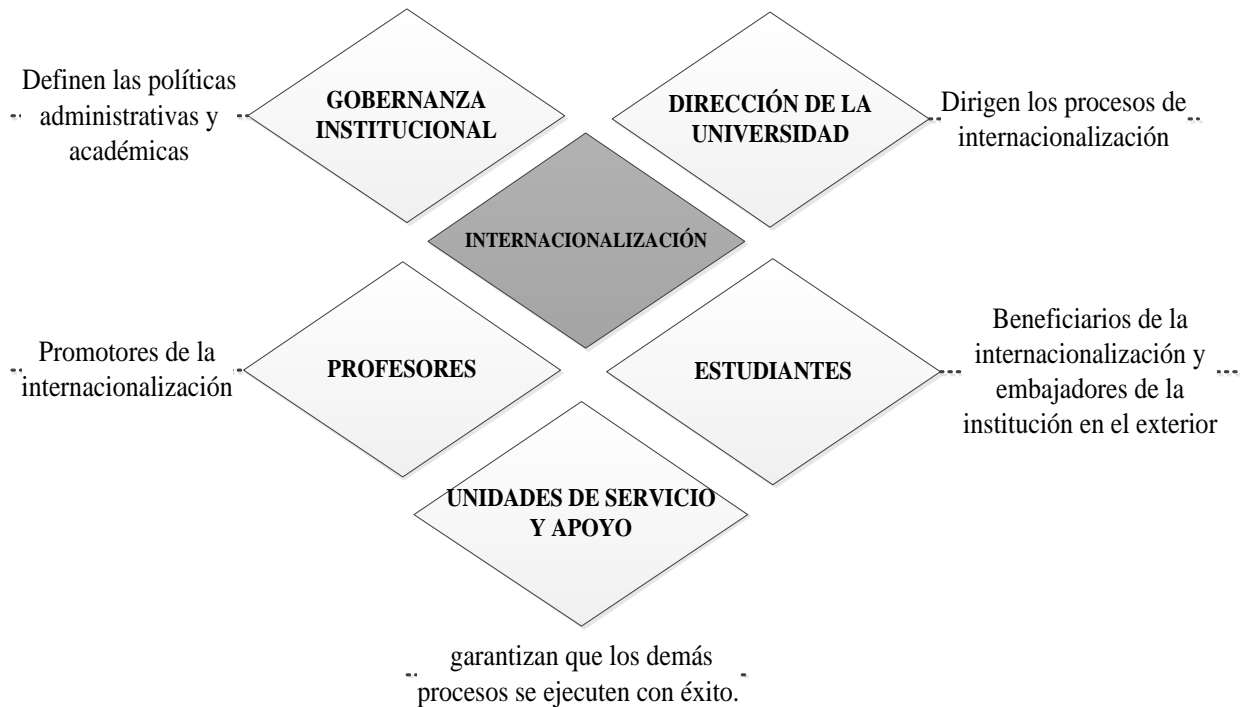 Definen las políticas
administrativas y
académicas
GOBERNANZA
INSTITUCIONAL
DIRECCIÓN DE LA
UNIVERSIDAD
Dirigen los procesos de
internacionalización
INTERNACIONALIZACIÓN
Promotores de la
internacionalización
PROFESORES
ESTUDIANTES
Beneficiarios de la
internacionalización y
embajadores de la
institución en el exterior
UNIDADES DE SERVICIO
Y APOYO
garantizan que los demás
procesos se ejecuten con éxito.